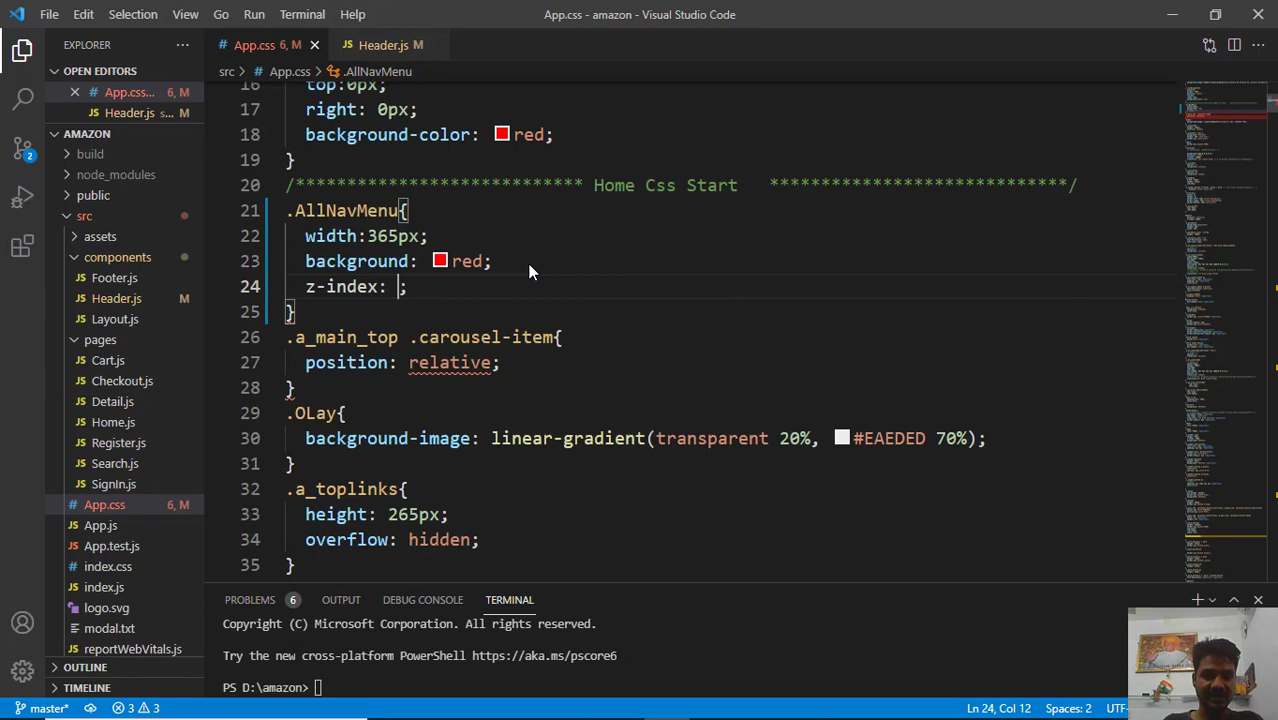 File Edit Selection View Go Run Terminal Help App.css - amazon - Visual Studio Code
EXPLORER
App.css 6, M
Header.js M
OPEN EDITORS
App.css... 6, M
Header.js s... M
AMAZON
build
node_modules
public
src
assets
components
Footer.js
Header.js M
Layout.js
pages
Cart.js
Checkout.js
Detail.js
Home.js
Register.js
Search.js
SignIn.js
App.css 6, M
App.js
App.test.js
index.css
index.js
logo.svg
modal.txt
reportWebVitals.js
OUTLINE
TIMELINE
src > App.css > .AllNavMenu
16 top:0px;
17 right: 0px;
18 background-color: red;
19 }
20 /**************************** Home Css Start *****************************/
21 .AllNavMenu{
22 width:365px;
23 background: red;
24 z-index: ;
25 }
26 .a_main_top .carousel-item{
27 position: relative;
28 }
29 .OLay{
30 background-image: linear-gradient(transparent 20%, #EAEDED 70%);
31 }
32 .a_toplinks{
33 height: 265px;
34 overflow: hidden;
35 }
PROBLEMS 6 OUTPUT DEBUG CONSOLE TERMINAL
Copyright (C) Microsoft Corporation. All rights reserved.
Try the new cross-platform PowerShell https://aka.ms/pscore6
PS D:\amazon>
2
master* 3 3 Ln 24, Col 12 Spaces: 2 UTF-